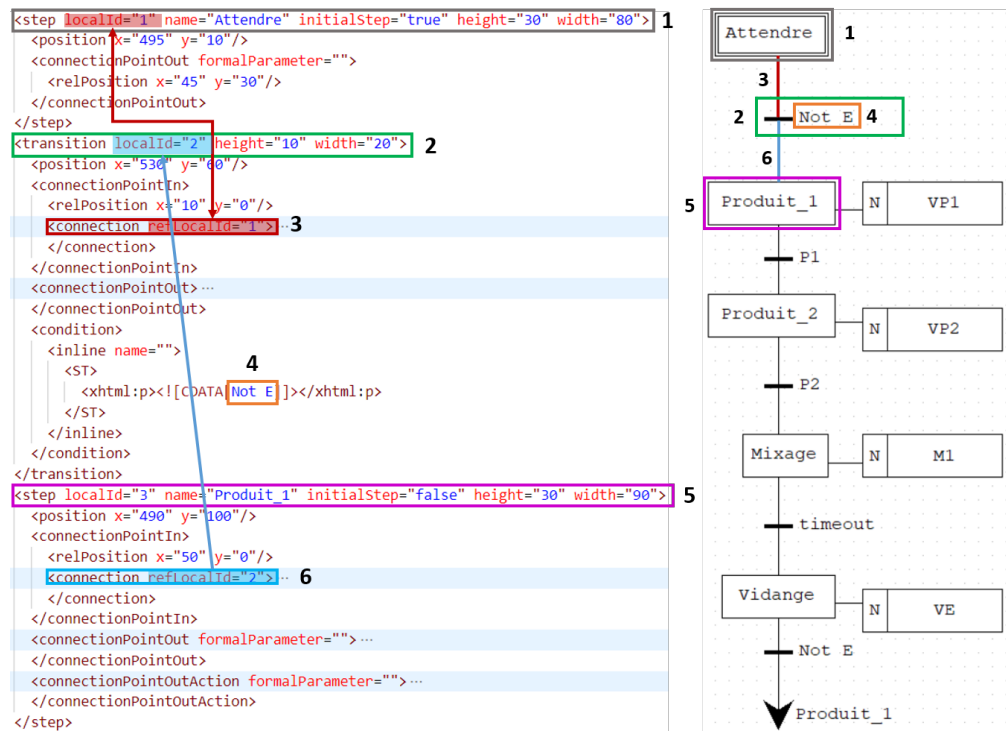 <step localId="1" name="Attendre" initialStep="true" height="30" width="80"> 1
<position x="495" y="10"/>
<connectionPointOut formalParameter="">
<relPosition x="45" y="30"/>
</connectionPointOut>
</step>
<transition localId="2" height="10" width="20"> 2
<position x="530" y="60"/>
<connectionPointIn>
<relPosition x="10" y="0"/>
<connection refLocalId="1"> ··· 3
</connection>
</connectionPointIn>
<connectionPointOut> ···
</connectionPointOut>
<condition>
<inline name="">
4
<ST>
<xhtml:p><![CDATA[Not E]]></xhtml:p>
</ST>
</inline>
</condition>
</transition>
<step localId="3" name="Produit_1" initialStep="false" height="30" width="90"> 5
<position x="490" y="100"/>
<connectionPointIn>
<relPosition x="50" y="0"/>
<connection refLocalId="2"> ··· 6
</connection>
</connectionPointIn>
<connectionPointOut formalParameter=""> ···
</connectionPointOut>
<connectionPointOutAction formalParameter=""> ···
</connectionPointOutAction>
</step>
Attendre 1
3
2 Not E 4
6
5 Produit_1 N VP1
P1
Produit_2 N VP2
P2
Mixage N M1
timeout
Vidange N VE
Not E
Produit_1